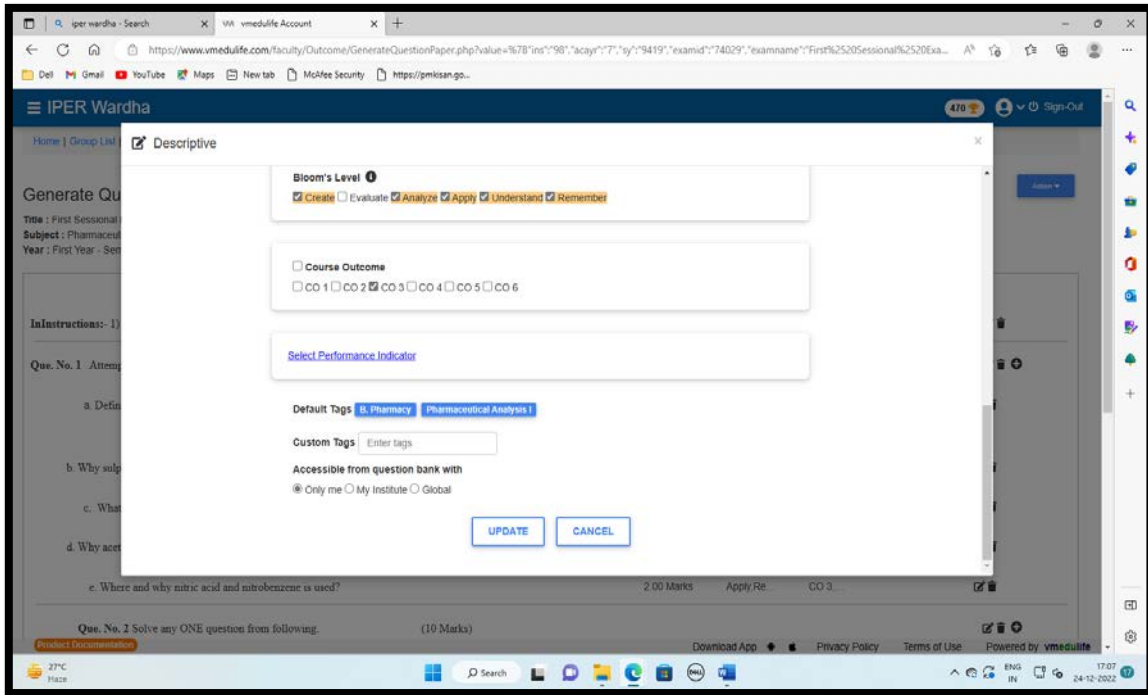 iper wardha - Search
vmedulife Account
https://www.vmedulife.com/faculty/Outcome/GenerateQuestionPaper.php?value=%78"ins":"98","acayr":"7","sy":"9419","examid":"74029","examname":"First%2520Sessional%2520Exa...
Dell Gmail YouTube Maps New tab McAfee Security https://pmkisan.go...
IPER Wardha 470 Sign-Out
Home | Group List |
Descriptive
Generate Qu
Action
Title : First Sessional
Subject : Pharmaceut
Year : First Year - Sem
Bloom's Level
Create Evaluate Analyze Apply Understand Remember
Course Outcome
CO 1 CO 2 CO 3 CO 4 CO 5 CO 6
InInstructions:- 1)
Select Performance Indicator
Que. No. 1 Attemp
a. Defin
Default Tags B. Pharmacy Pharmaceutical Analysis I
Custom Tags Enter tags
b. Why sulp
Accessible from question bank with
Only me My Institute Global
c. What
UPDATE CANCEL
d. Why acet
e. Where and why nitric acid and nitrobenzene is used? 2.00 Marks Apply,Re... CO 3,...
Que. No. 2 Solve any ONE question from following. (10 Marks)
Product Documentation Download App Privacy Policy Terms of Use Powered by vmedulife
27°C
Haze
Search
DELL
ENG
IN
17:07
24-12-2022
17